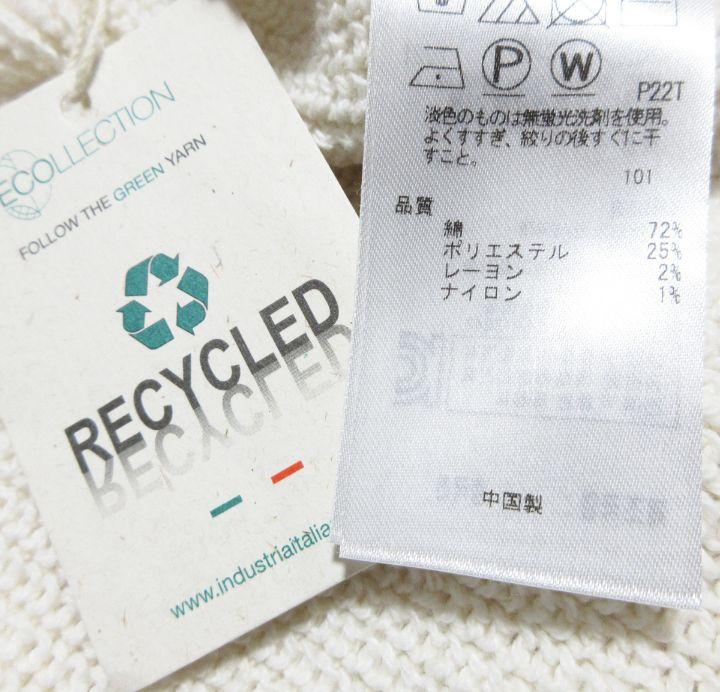 ECOLLECTION
FOLLOW THE GREEN YARN
RECYCLED
RECYCLED
www.industriaitalia
P
W
P22T
淡色のものは無蛍光洗剤を使用。
よくすすぎ、絞りの後すぐに干
すこと。
101
品質
綿 72%
ポリエステル 25%
レーヨン 2%
ナイロン 1%
中国製